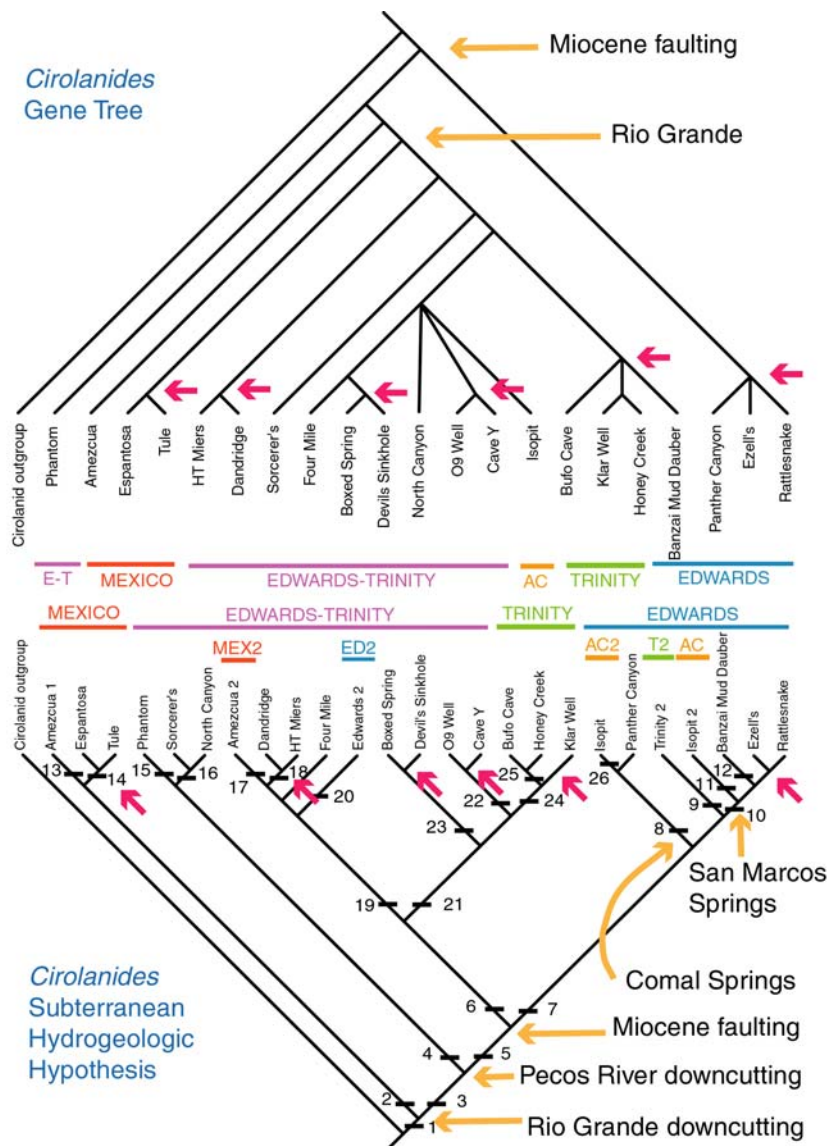 Cirolanides
Gene Tree
Miocene faulting
Rio Grande
Cirolanid outgroup
Phantom
Amezcua
Espantosa
Tule
HT Miers
Dandridge
Sorcerer's
Four Mile
Boxed Spring
Devils Sinkhole
North Canyon
O9 Well
Cave Y
Isopit
Bufo Cave
Klar Well
Honey Creek
Banzai Mud Dauber
Panther Canyon
Ezell's
Rattlesnake
E-T
MEXICO
EDWARDS-TRINITY
AC
TRINITY
EDWARDS
MEXICO
EDWARDS-TRINITY
TRINITY
EDWARDS
MEX2
ED2
AC2
T2
AC
Cirolanid outgroup
Amezcua 1
Espantosa
Tule
Phantom
Sorcerer's
North Canyon
Amezcua 2
Dandridge
HT Miers
Four Mile
Edwards 2
Boxed Spring
Devil's Sinkhole
O9 Well
Cave Y
Bufo Cave
Honey Creek
Klar Well
Isopit
Panther Canyon
Trinity 2
Isopit 2
Banzai Mud Dauber
Ezell's
Rattlesnake
13
14
15
16
17
18
20
22
23
25
24
26
8
9
11
12
10
19
21
6
7
4
5
2
3
1
San Marcos
Springs
Comal Springs
Miocene faulting
Pecos River downcutting
Rio Grande downcutting
Cirolanides
Subterranean
Hydrogeologic
Hypothesis